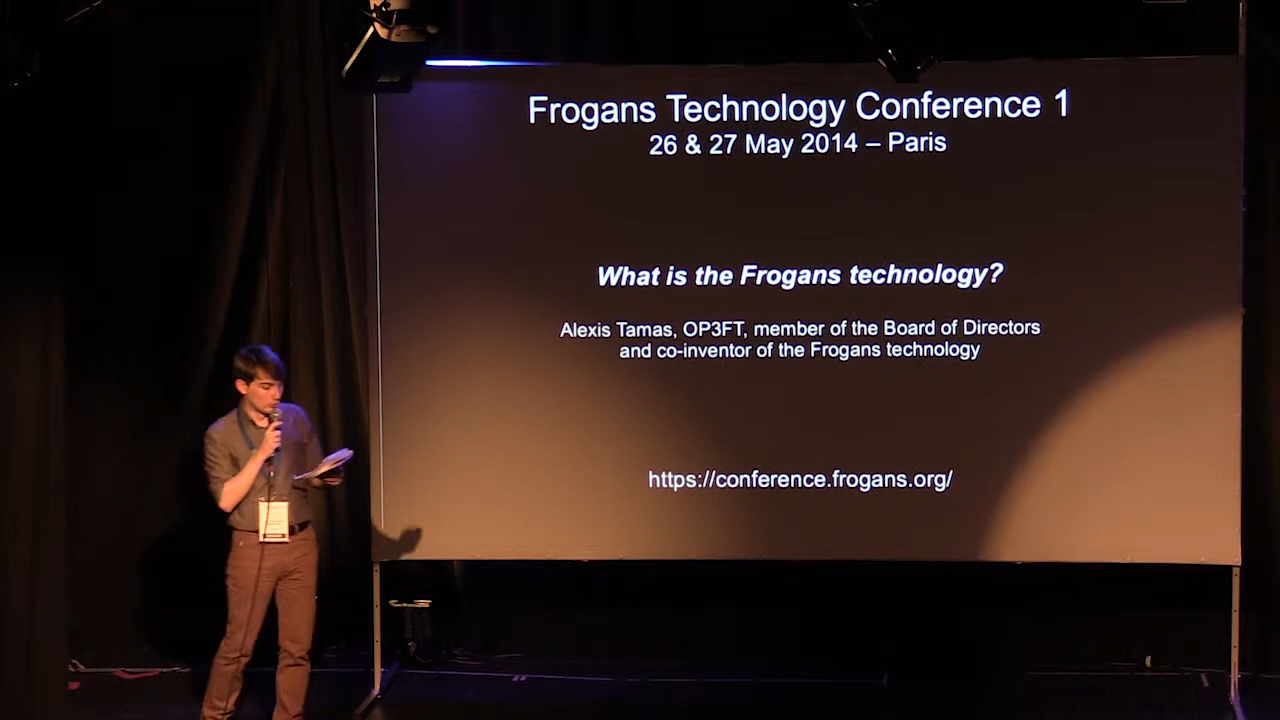 Frogans Technology Conference 1
26 & 27 May 2014 – Paris
What is the Frogans technology?
Alexis Tamas, OP3FT, member of the Board of Directors
and co-inventor of the Frogans technology
https://conference.frogans.org/